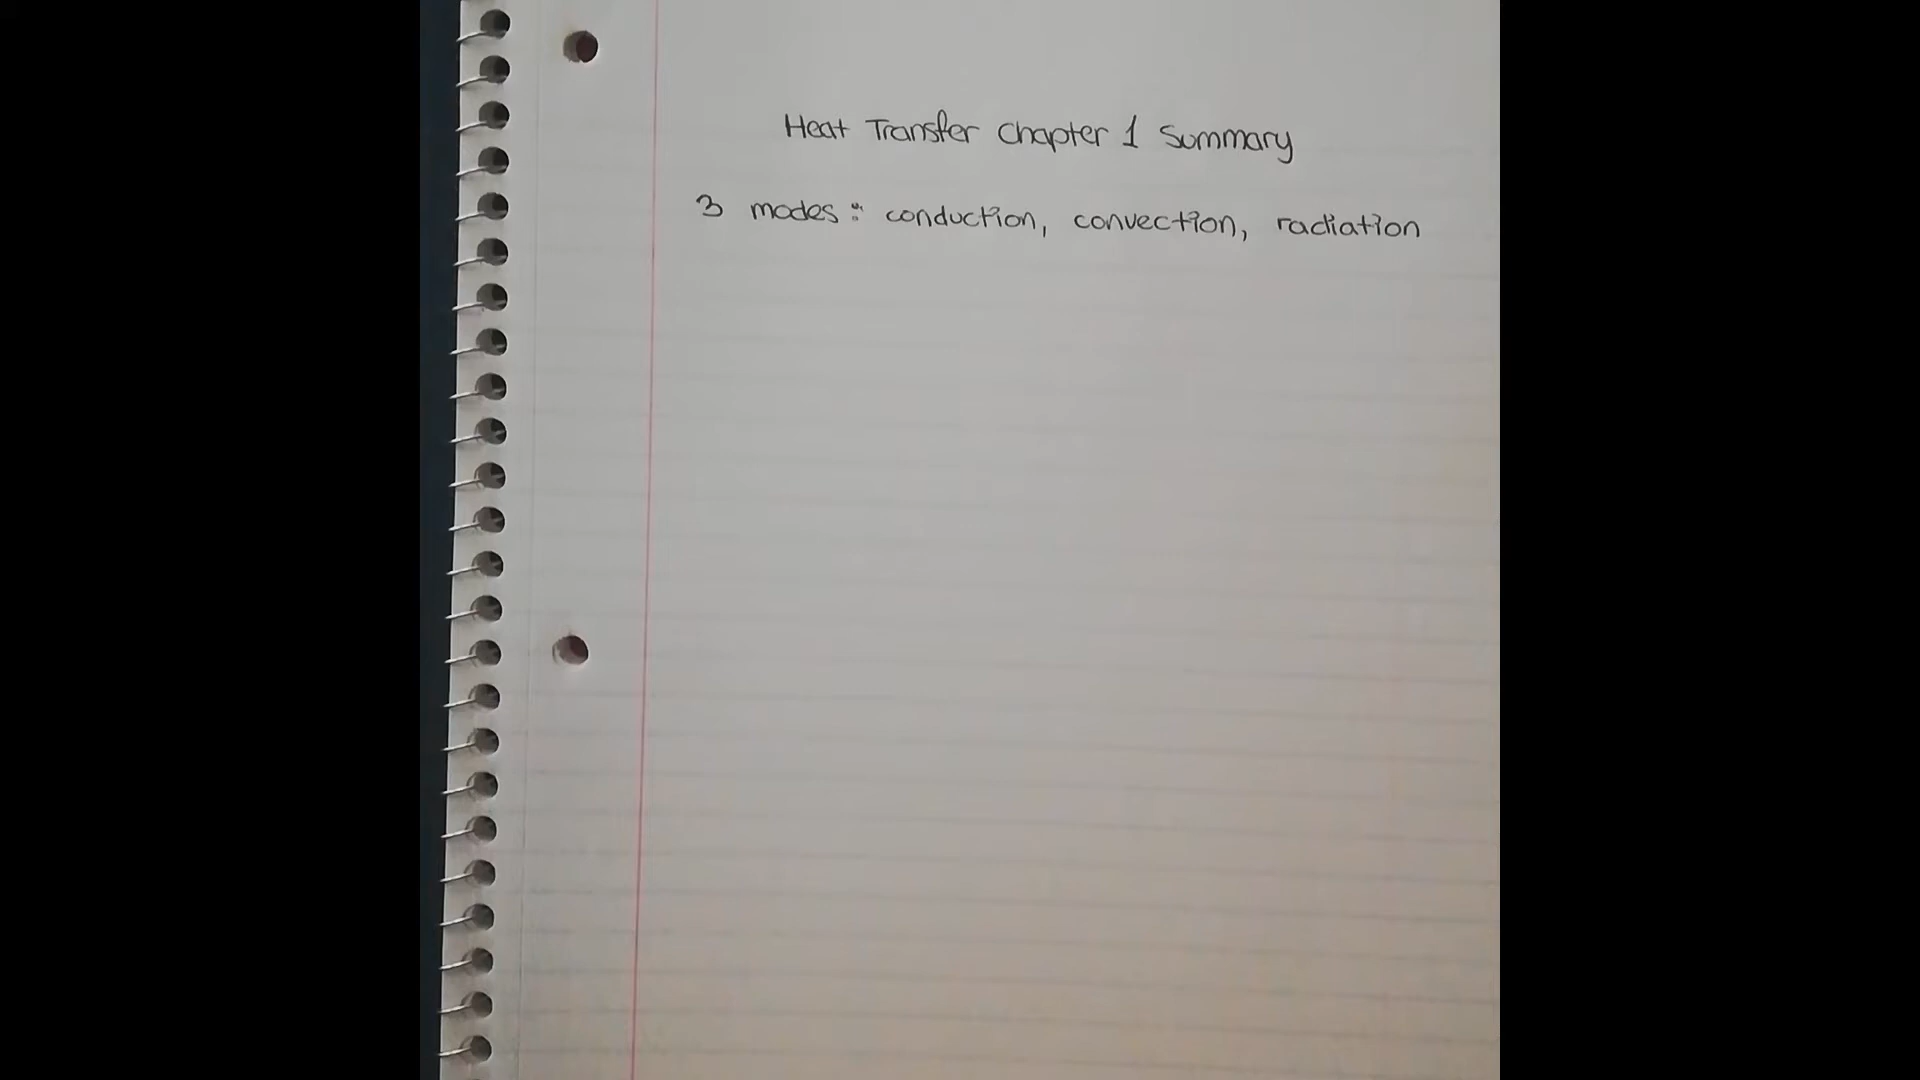 Heat Transfer Chapter 1 Summary
3 modes: conduction, convection, radiation